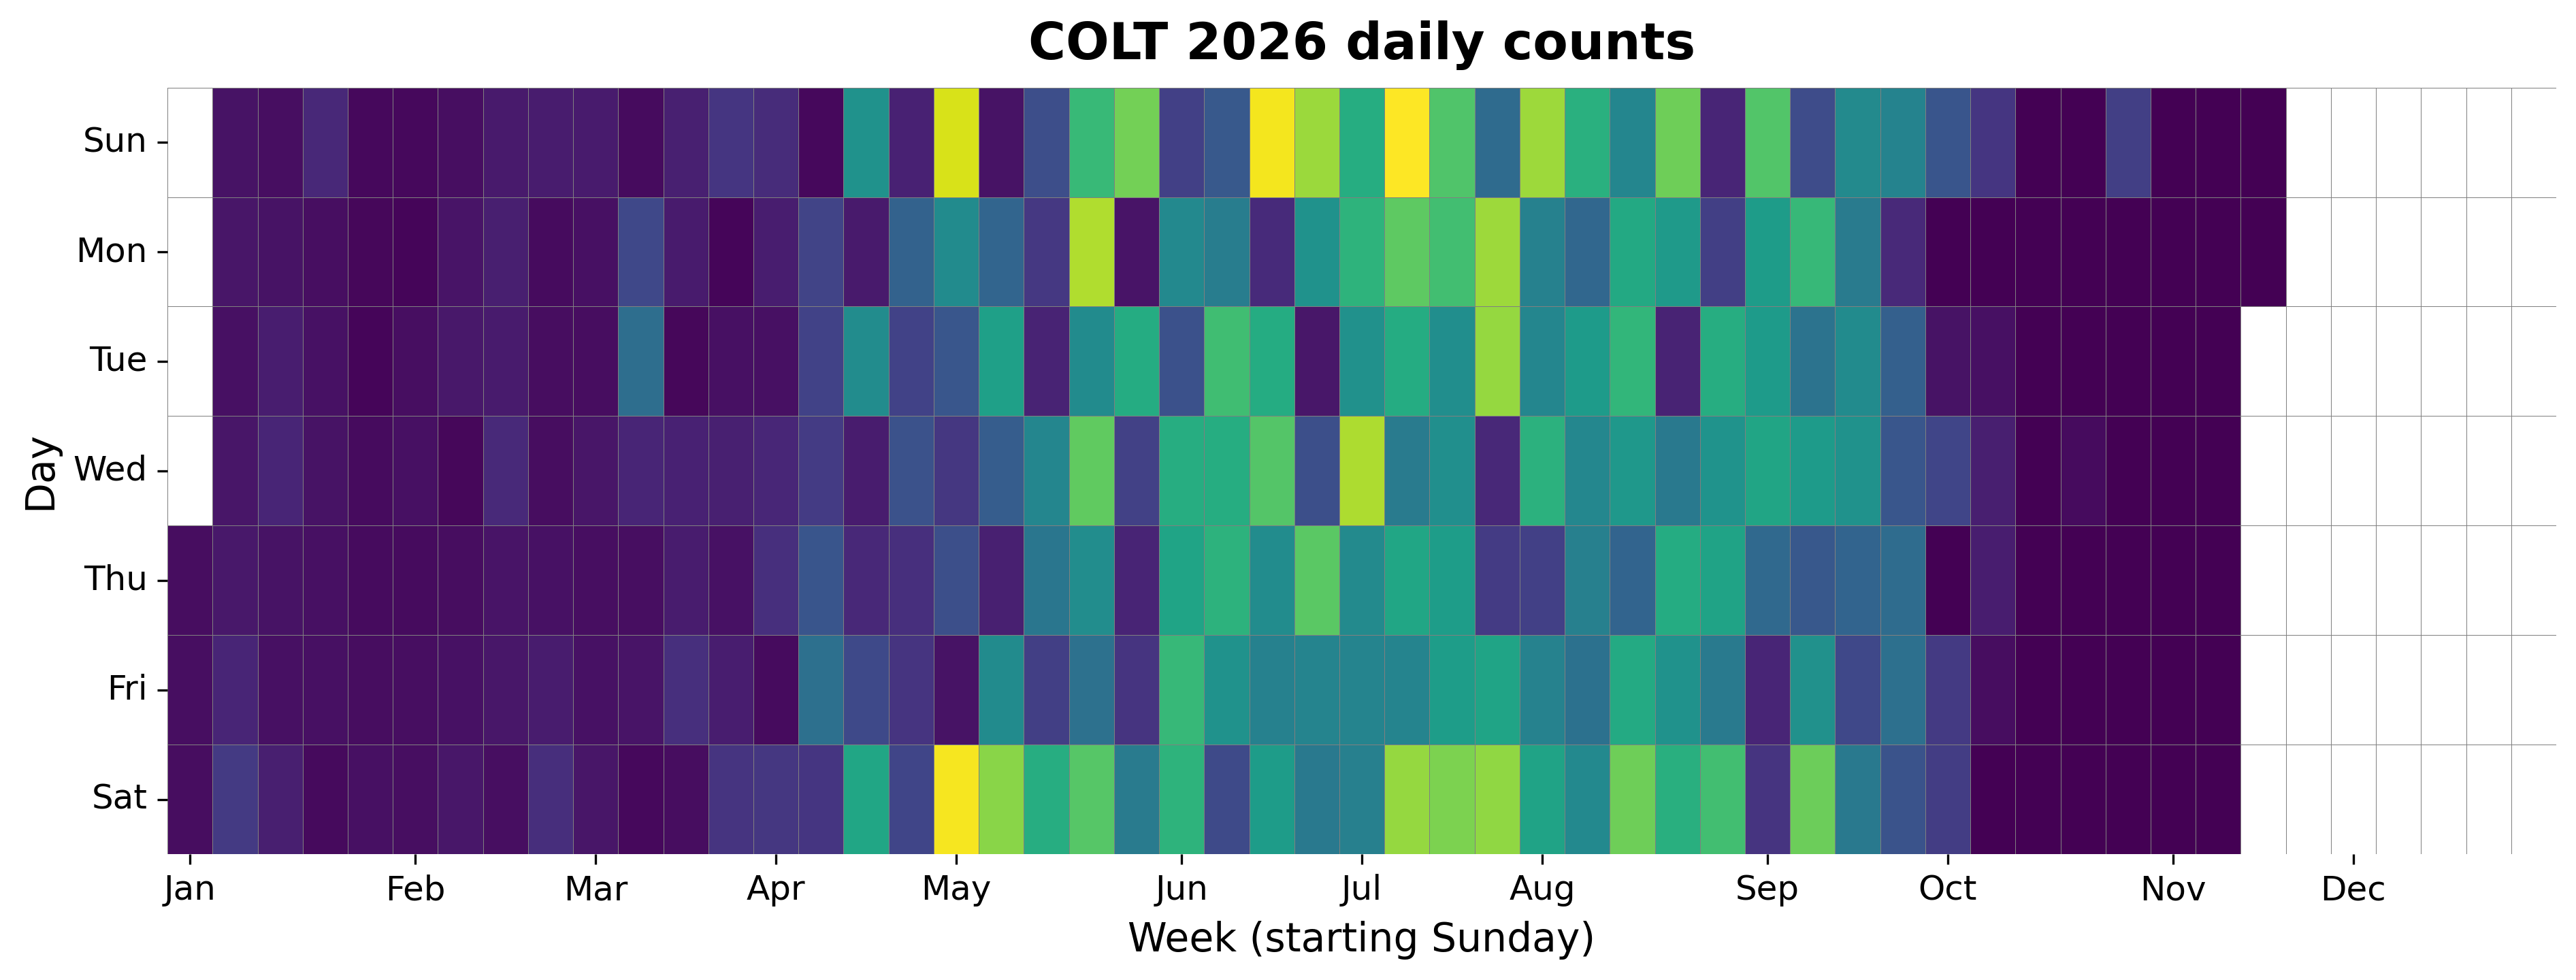 COLT 2026 daily counts
Day
Sun
Mon
Tue
Wed
Thu
Fri
Sat
Jan Feb Mar Apr May Jun Jul Aug Sep Oct Nov Dec
Week (starting Sunday)